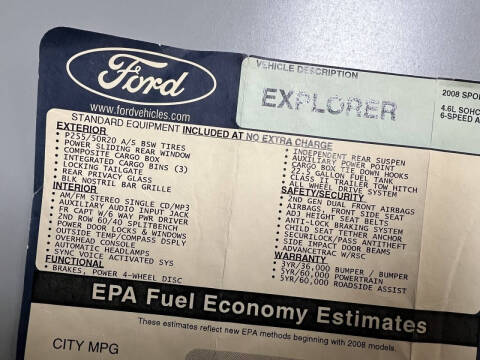 Ford
www.fordvehicles.com
VEHICLE DESCRIPTION
EXPLORER
2008 SPO
4.6L SOHC
6-SPEED A
STANDARD EQUIPMENT INCLUDED AT NO EXTRA CHARGE
EXTERIOR
• P255/50R20 A/S BSW TIRES
• POWER SLIDING REAR WINDOW
• COMPOSITE CARGO BOX
• INTEGRATED CARGO BINS (3)
• LOCKING TAILGATE
• REAR PRIVACY GLASS
• BLK NOSTRIL BAR GRILLE
INTERIOR
• AM/FM STEREO SINGLE CD/MP3
• AUXILIARY AUDIO INPUT JACK
• FR CAPT W/6 WAY PWR DRIVER
• 2ND ROW 60/40 SPLITBENCH
• POWER DOOR LOCKS & WINDOWS
• OUTSIDE TEMP/COMPASS DSPLY
• OVERHEAD CONSOLE
• AUTOMATIC HEADLAMPS
• SYNC VOICE ACTIVATED SYS
FUNCTIONAL
• BRAKES, POWER 4-WHEEL DISC
• INDEPENDENT REAR SUSPEN
• AUXILIARY POWER POINT
• CARGO BOX TIE DOWN HOOKS
• 22.5 GALLON FUEL TANK
• CLASS II TRAILER TOW HITCH
• ALL WHEEL DRIVE SYSTEM
SAFETY/SECURITY
• 2ND GEN DUAL FRONT AIRBAGS
• AIRBAGS, FRONT SIDE SEAT
• ANTI-LOCK BRAKING SYSTEM
• ADJ HEIGHT SEAT BELTS
• CHILD SEAT TETHER ANCHOR
• SECURILOCK/PASS ANTITHEFT
• SIDE IMPACT DOOR BEAMS
• ADVANCETRAC W/RSC
WARRANTY
• 3YR/36,000 BUMPER / BUMPER
• 5YR/60,000 POWERTRAIN
• 5YR/60,000 ROADSIDE ASSIST
EPA Fuel Economy Estimates
These estimates reflect new EPA methods beginning with 2008 models.
CITY MPG